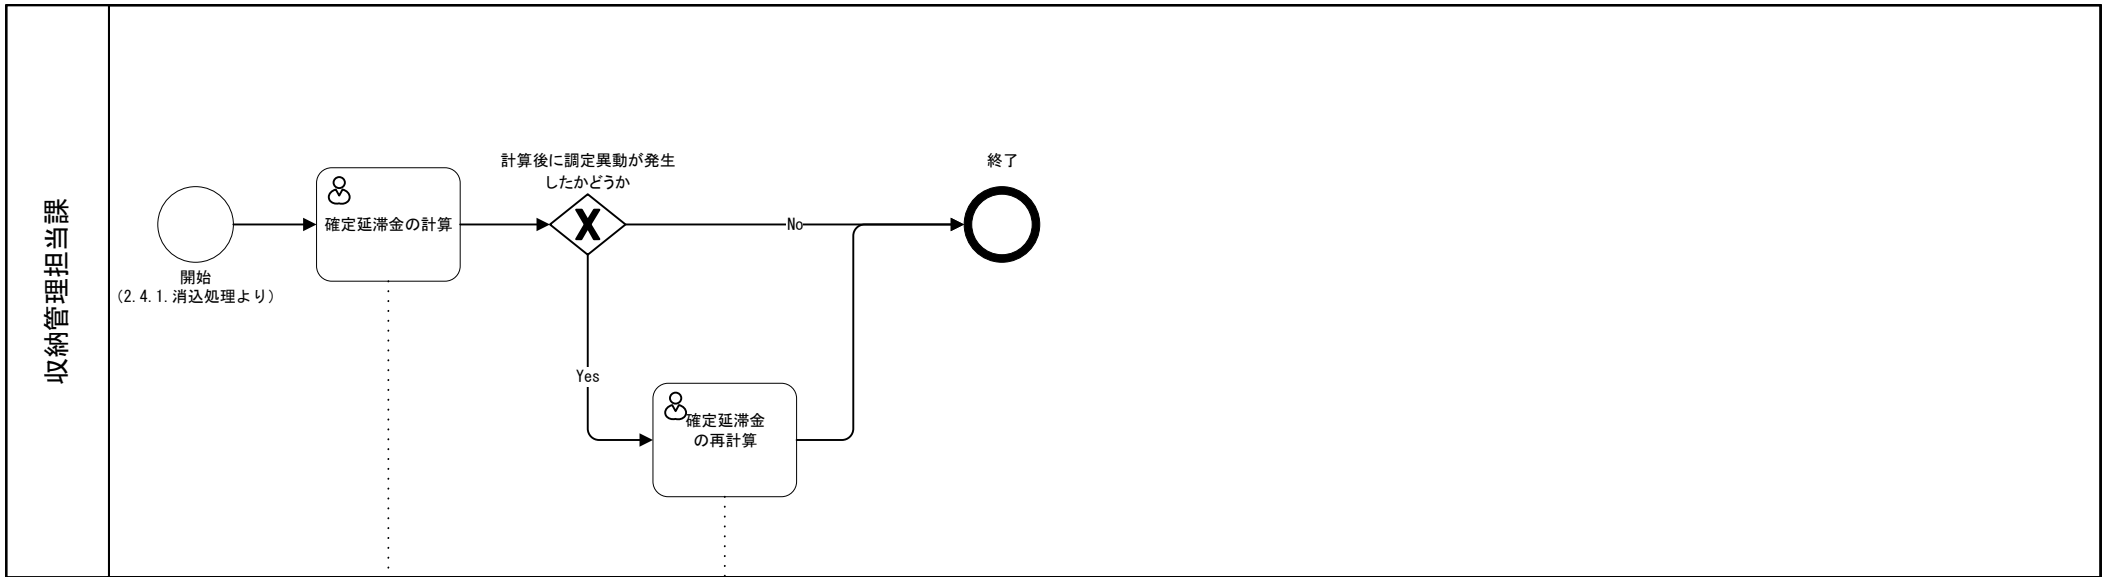 収納管理担当課
開始
(2.4.1.消込処理より)
確定延滞金の計算
計算後に調定異動が発生
したかどうか
No
Yes
確定延滞金
の再計算
終了